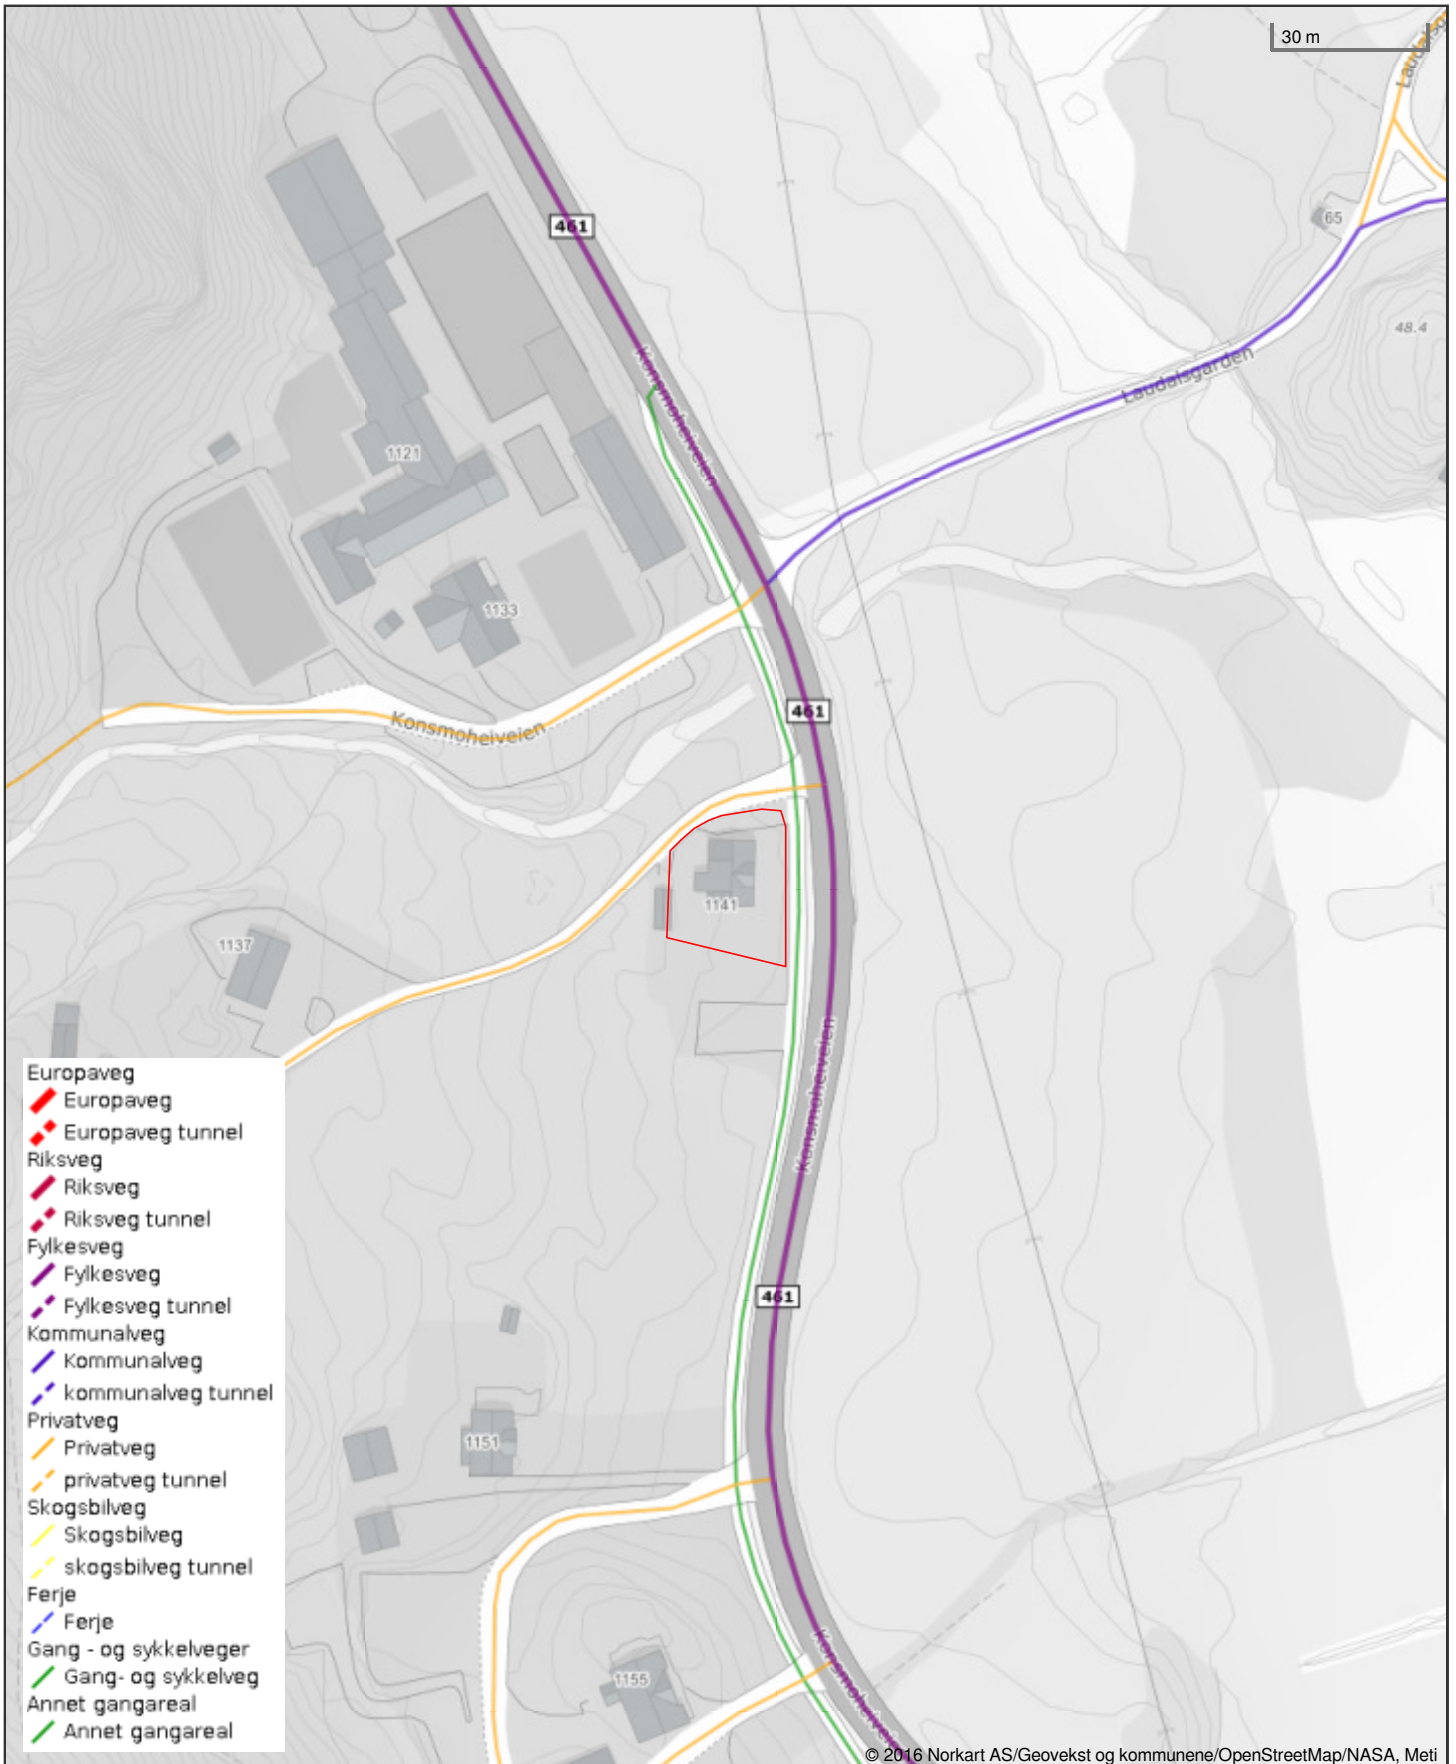 30 m
Laudalsg
461
65
48.4
Konsmoheiveien
Laudalsgarden
1121
1133
461
Konsmoheiveien
1141
1137
Konsmoheiveien
461
1151
1155
Konsmoheiveie
Europaveg
Europaveg
Europaveg tunnel
Riksveg
Riksveg
Riksveg tunnel
Fylkesveg
Fylkesveg
Fylkesveg tunnel
Kommunalveg
Kommunalveg
kommunalveg tunnel
Privatveg
Privatveg
privatveg tunnel
Skogsbilveg
Skogsbilveg
skogsbilveg tunnel
Ferje
Ferje
Gang - og sykkelveger
Gang- og sykkelveg
Annet gangareal
Annet gangareal
© 2016 Norkart AS/Geovekst og kommunene/OpenStreetMap/NASA, Meti